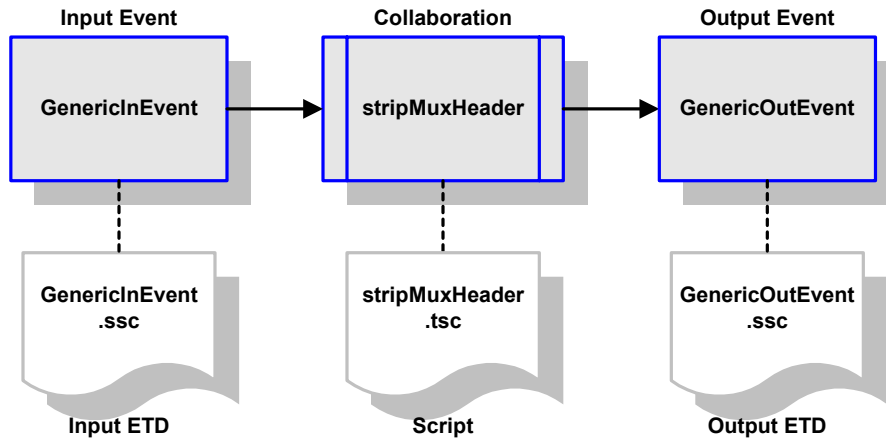 Input Event
Collaboration
Output Event
GenericInEvent
stripMuxHeader
GenericOutEvent
GenericInEvent
.ssc
stripMuxHeader
.tsc
GenericOutEvent
.ssc
Input ETD
Script
Output ETD